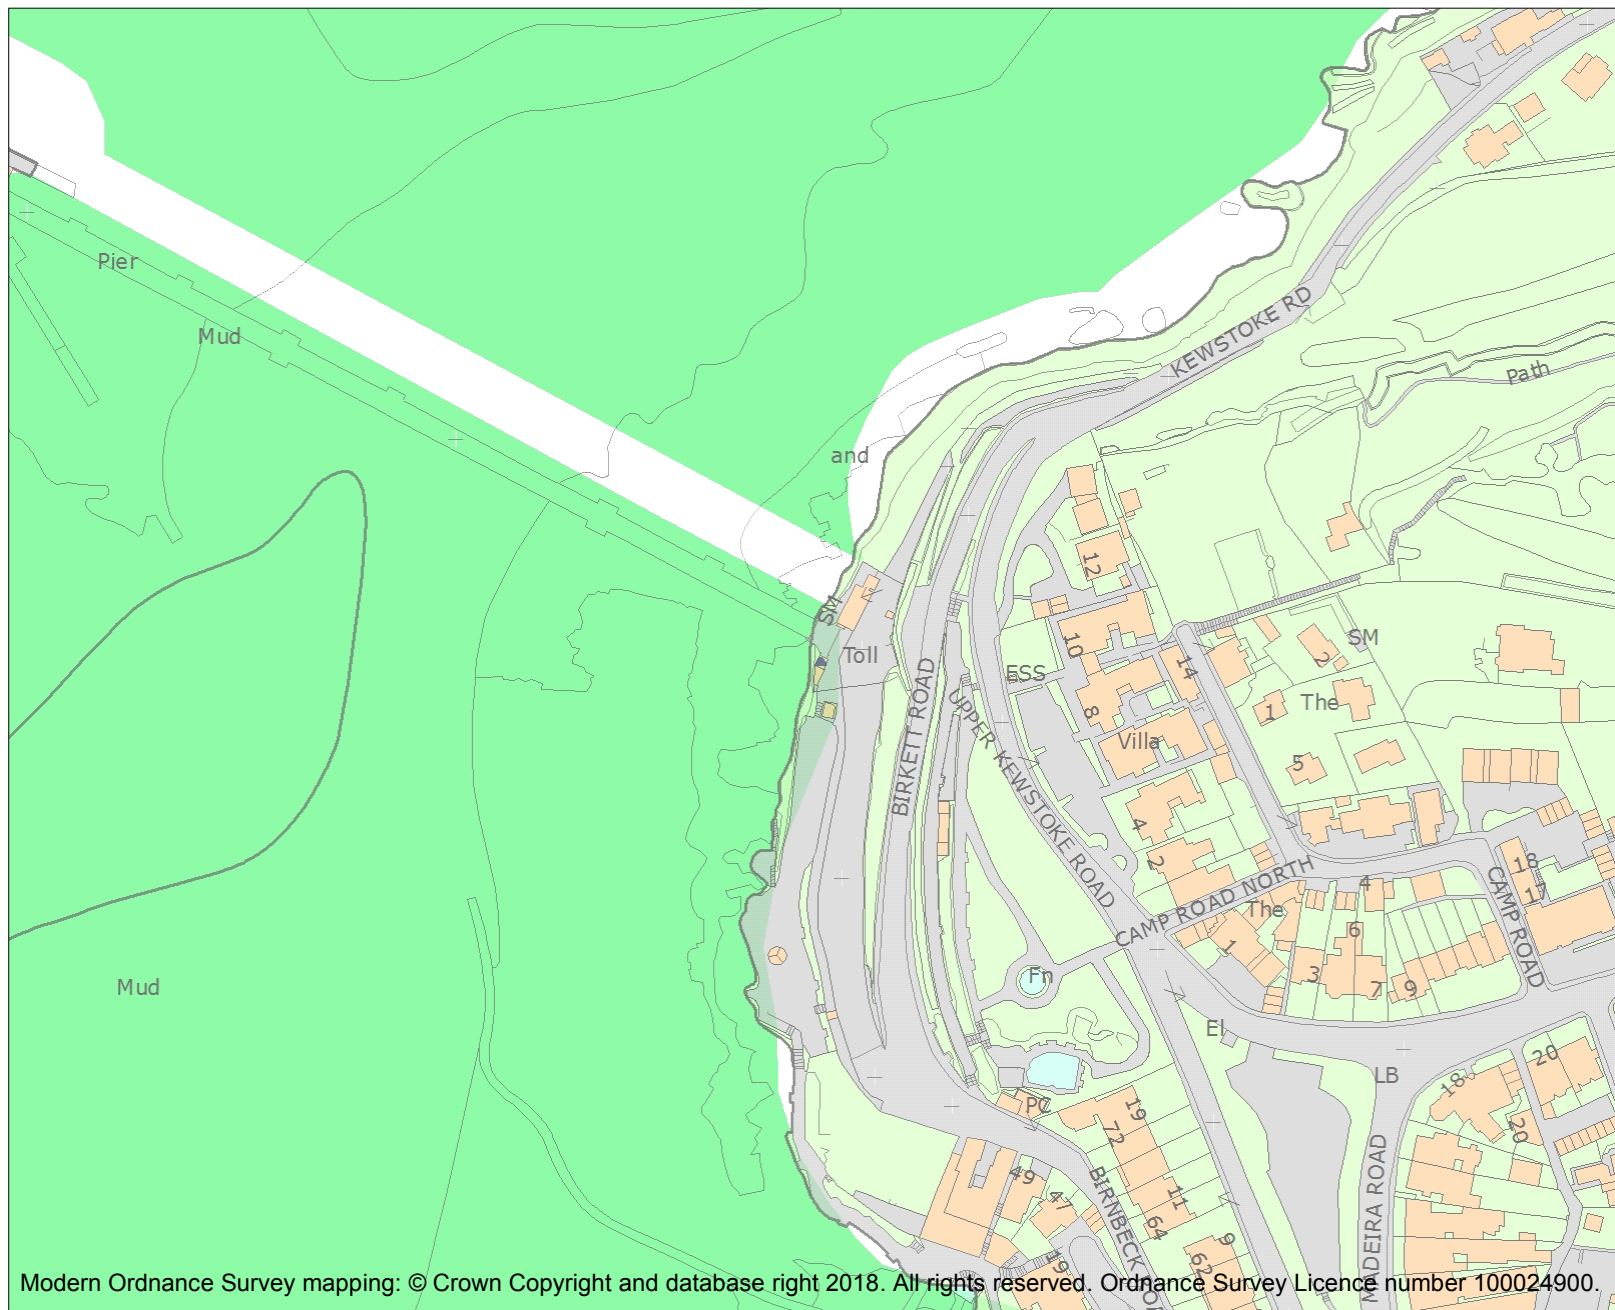 Pier
Mud
KEWSTOKE RD
Path
and
12
SM
10
Toll
ESS
14
2
SM
The
1
8
Villa
5
BIRKETT ROAD
UPPER KEWSTOKE ROAD
4
2
CAMP ROAD NORTH
4
18
17
CAMP ROAD
The
1
6
3
7
9
Fn
Mud
El
LB
18
20
20
PC
19
72
49
47
11
64
BIRNBECK ROA
MADEIRA ROAD
9
62
19
Modern Ordnance Survey mapping: © Crown Copyright and database right 2018. All rights reserved. Ordnance Survey Licence number 100024900.